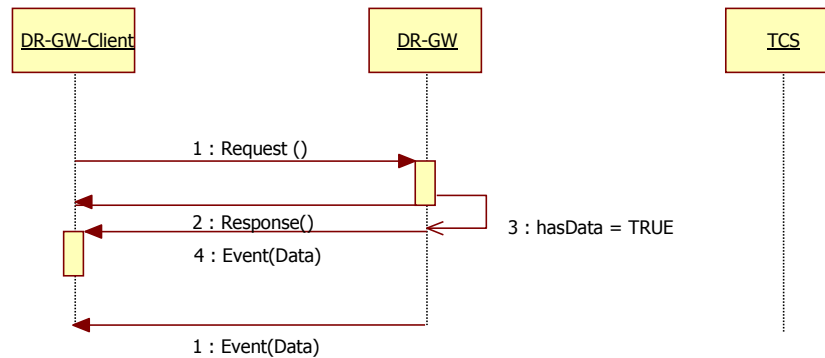 DR-GW-Client
DR-GW
TCS
1 : Request ()
2 : Response()
3 : hasData = TRUE
4 : Event(Data)
1 : Event(Data)